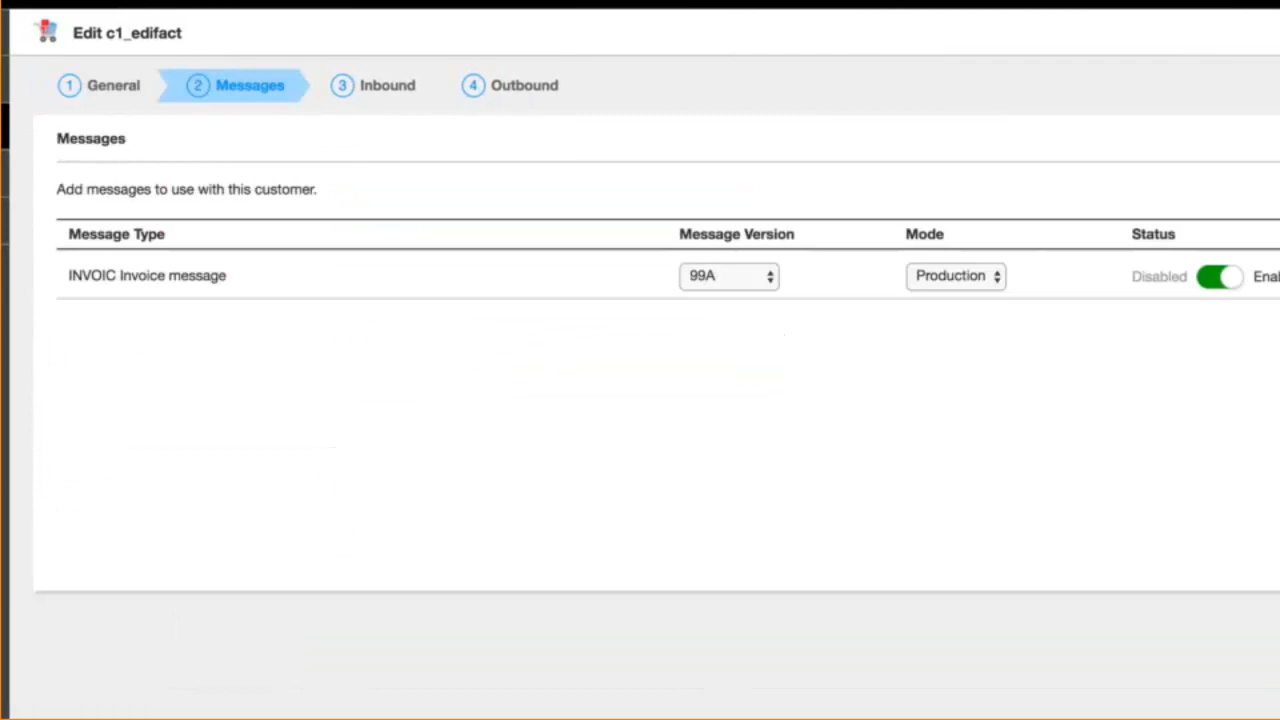 Edit c1_edifact
1 General 2 Messages 3 Inbound 4 Outbound
Messages
Add messages to use with this customer.
Message Type Message Version Mode Status
INVOIC Invoice message 99A Production Disabled Enal